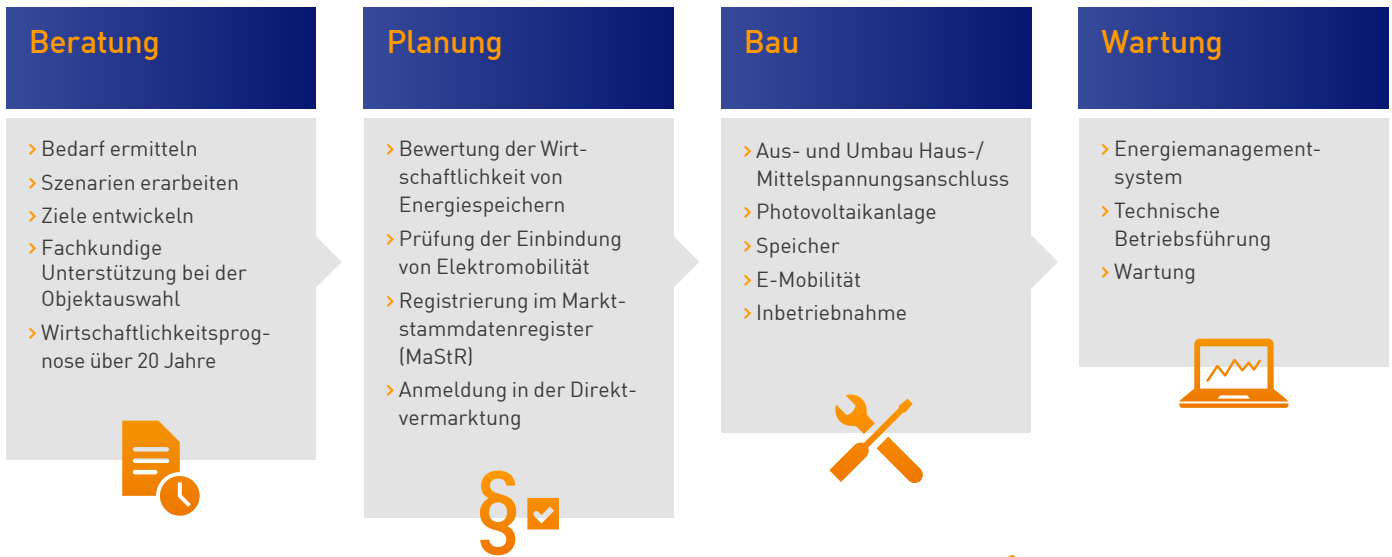 Beratung
> Bedarf ermitteln
> Szenarien erarbeiten
> Ziele entwickeln
> Fachkundige
Unterstützung bei der
Objektauswahl
> Wirtschaftlichkeitsprog-
nose über 20 Jahre
Planung
> Bewertung der Wirt-
schaftlichkeit von
Energiespeichern
> Prüfung der Einbindung
von Elektromobilität
> Registrierung im Markt-
stammdatenregister
(MaStR)
> Anmeldung in der Direkt-
vermarktung
§
Bau
> Aus- und Umbau Haus-/
Mittelspannungsanschluss
> Photovoltaikanlage
> Speicher
> E-Mobilität
> Inbetriebnahme
Wartung
> Energiemanagement-
system
> Technische
Betriebsführung
> Wartung